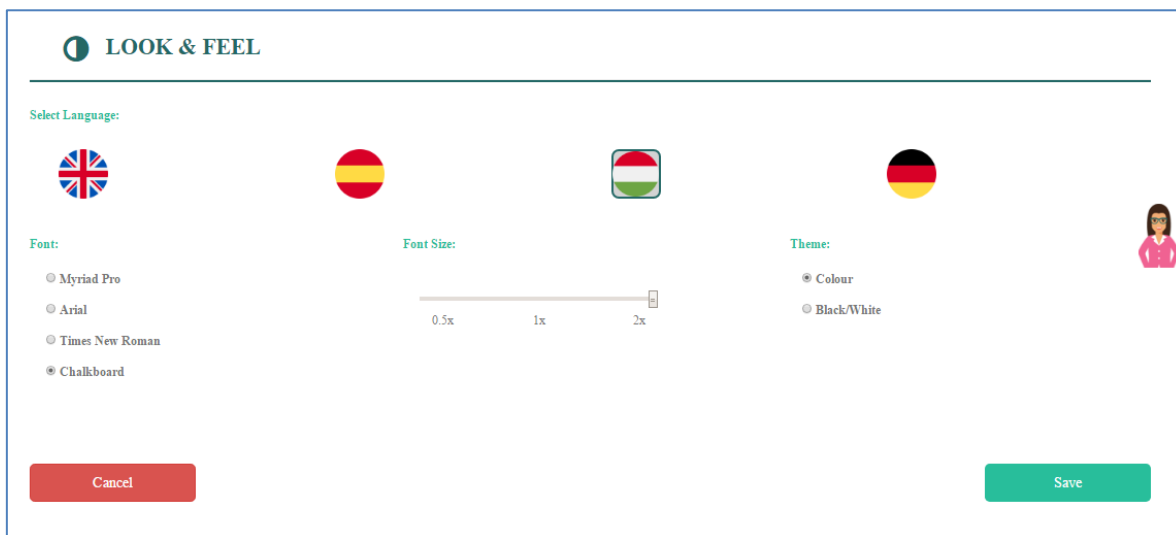 LOOK & FEEL
Select Language:
Font:
Myriad Pro
Arial
Times New Roman
Chalkboard
Font Size:
0.5x 1x 2x
Theme:
Colour
Black/White
Cancel
Save